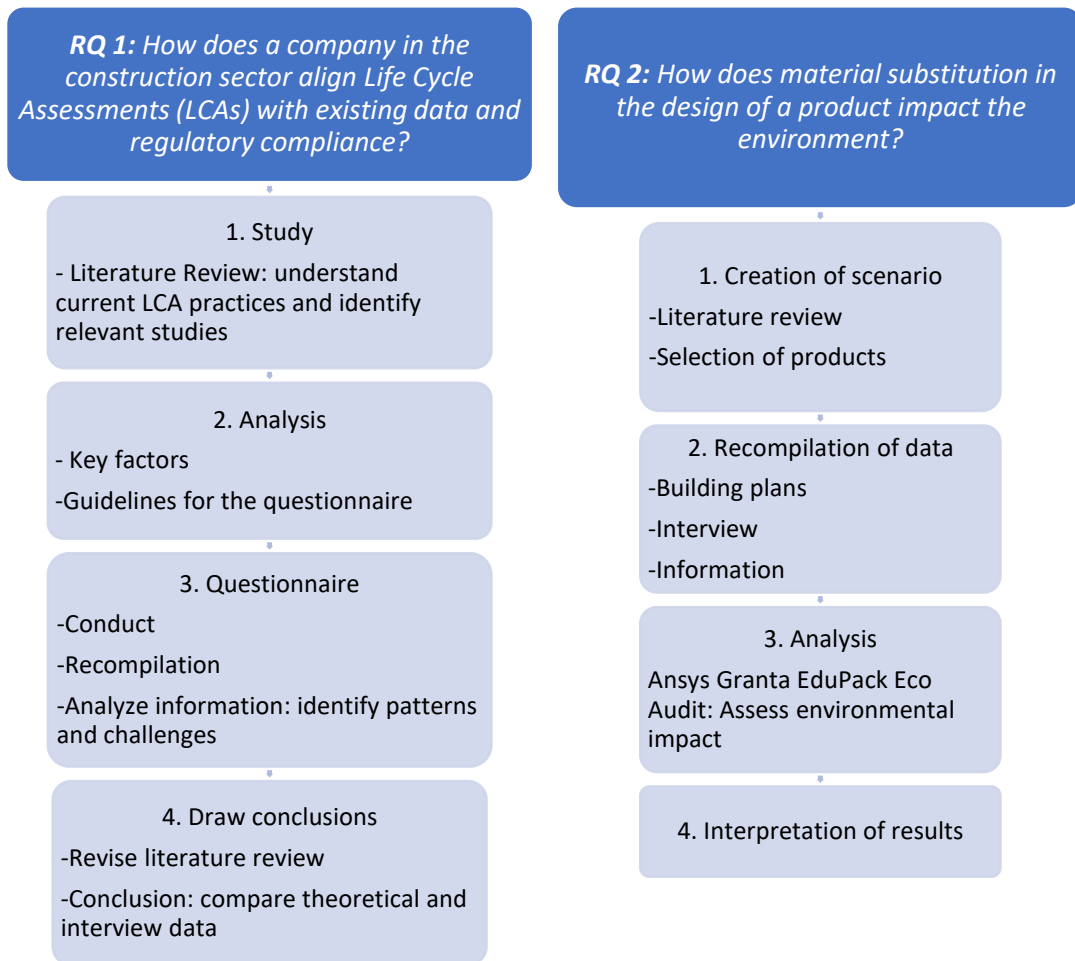 RQ 1: How does a company in the
construction sector align Life Cycle
Assessments (LCAs) with existing data and
regulatory compliance?
1. Study
- Literature Review: understand
current LCA practices and identify
relevant studies
2. Analysis
- Key factors
-Guidelines for the questionnaire
3. Questionnaire
-Conduct
-Recompilation
-Analyze information: identify patterns
and challenges
4. Draw conclusions
-Revise literature review
-Conclusion: compare theoretical and
interview data
RQ 2: How does material substitution in
the design of a product impact the
environment?
1. Creation of scenario
-Literature review
-Selection of products
2. Recompilation of data
-Building plans
-Interview
-Information
3. Analysis
Ansys Granta EduPack Eco
Audit: Assess environmental
impact
4. Interpretation of results